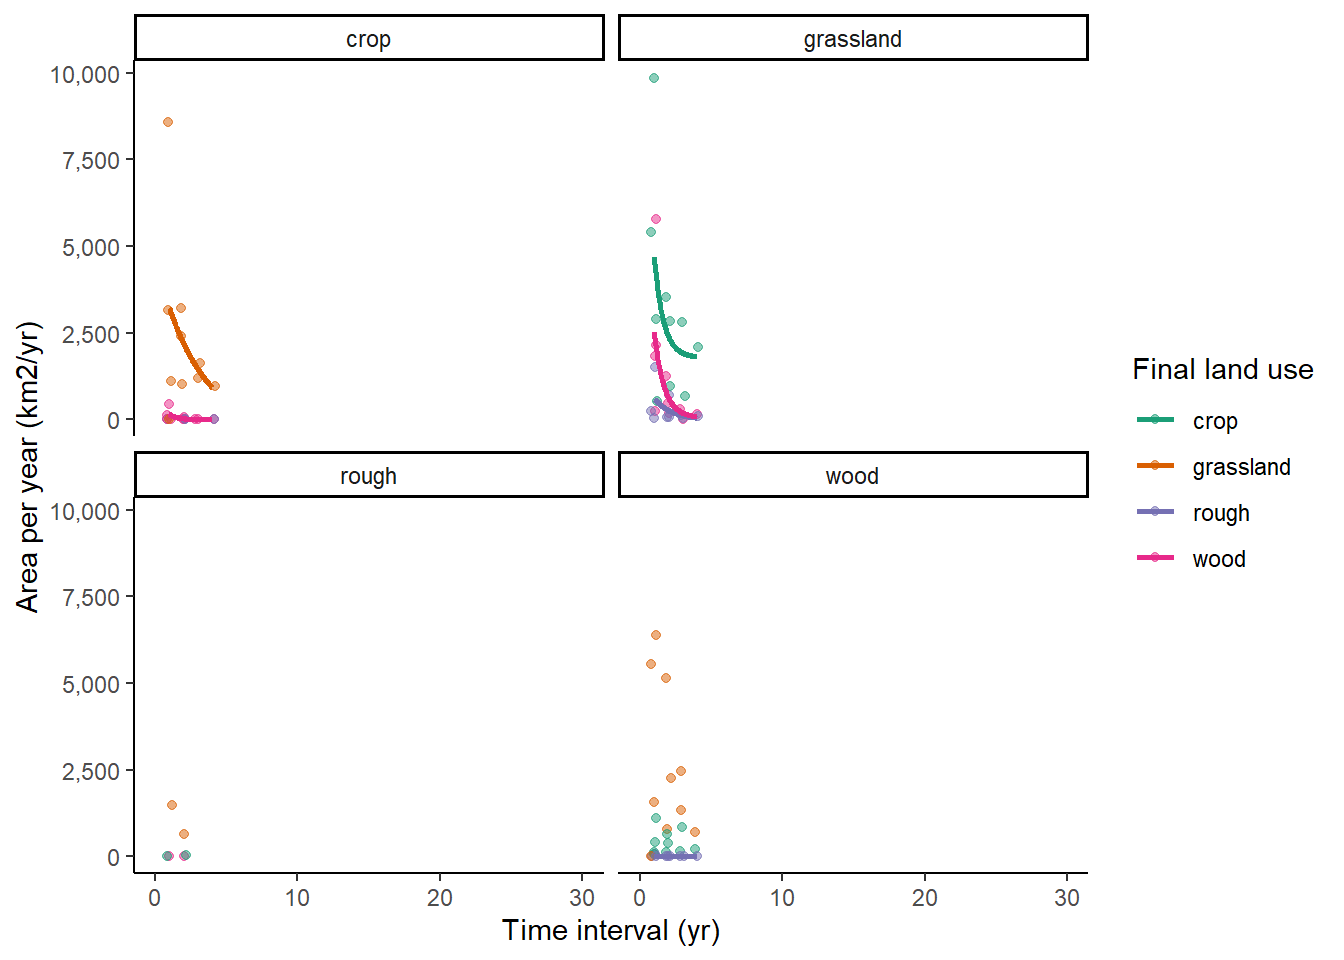 crop
grassland
10,000
7,500
5,000
2,500
0
rough
wood
10,000
7,500
5,000
2,500
0
0
10
20
30
0
10
20
30
Time interval (yr)
Area per year (km2/yr)
Final land use
crop
grassland
rough
wood